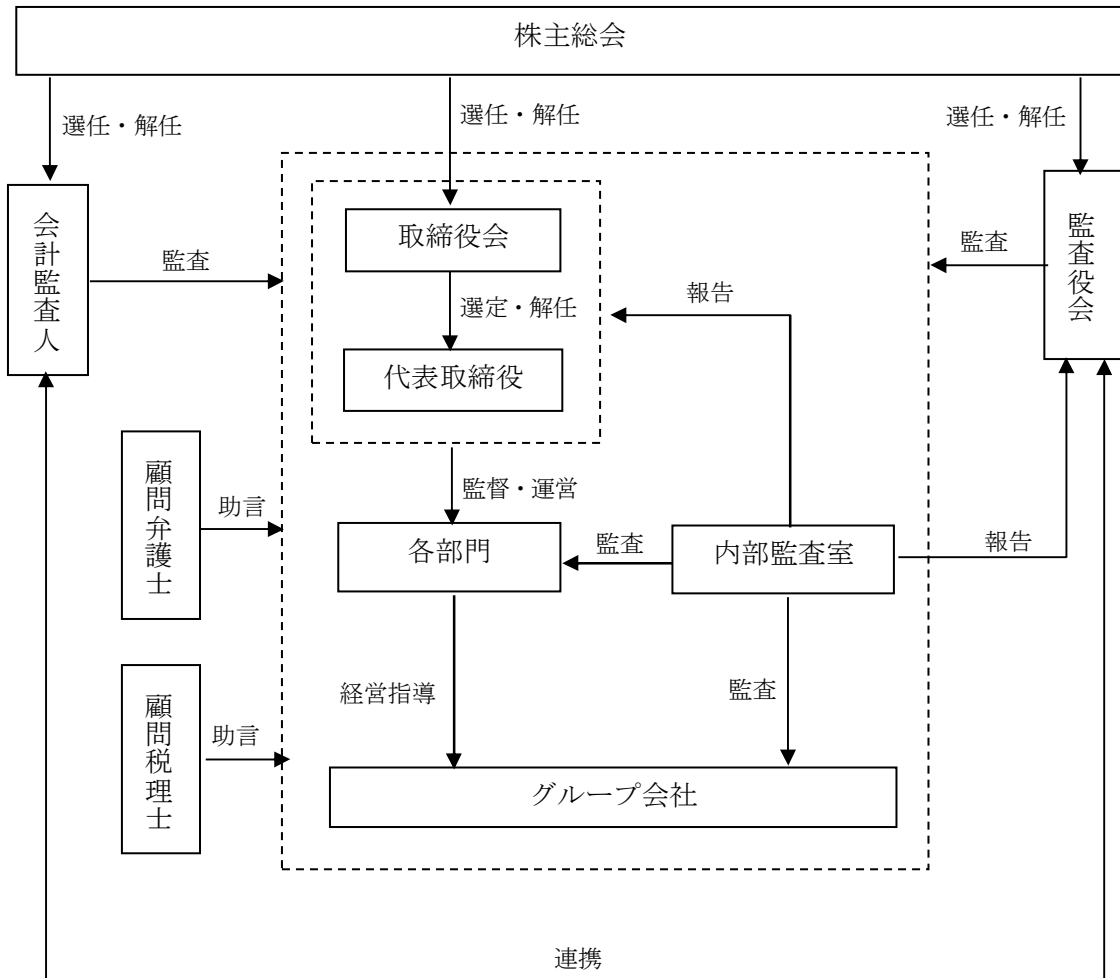 株主総会
選任・解任
選任・解任
選任・解任
会計監査人
取締役会
監査役会
監査
監査
選定・解任
報告
代表取締役
顧問弁護士
助言
監督・運営
各部門
監査
内部監査室
報告
顧問税理士
助言
経営指導
監査
グループ会社
連携